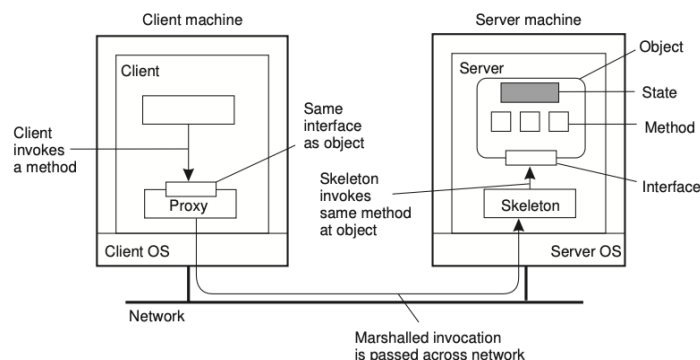 Client machine
Server machine
Object
Client
Server
State
Same
interface
as object
Client
invokes
a method
Method
Skeleton
invokes
same method
at object
Interface
Proxy
Skeleton
Client OS
Server OS
Network
Marshalled invocation
is passed across network